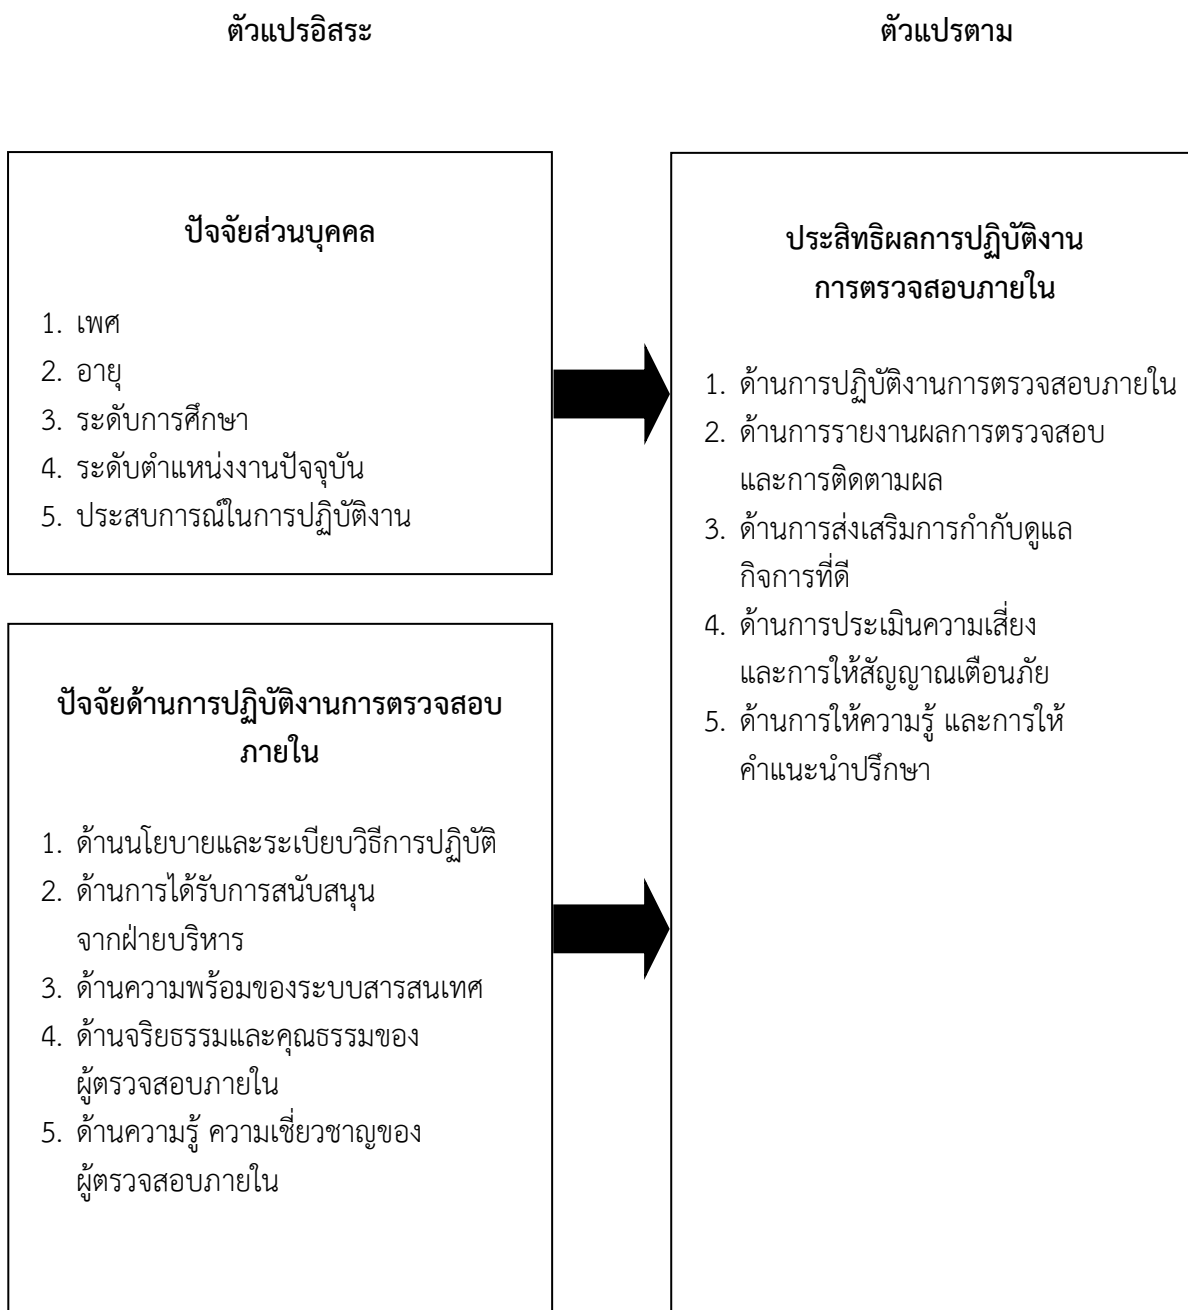 ตัวแปรอิสระ
ตัวแปรตาม
ปัจจัยส่วนบุคคล
1. เพศ
2. อายุ
3. ระดับการศึกษา
4. ระดับตำแหน่งงานปัจจุบัน
5. ประสบการณ์ในการปฏิบัติงาน
ปัจจัยด้านการปฏิบัติงานการตรวจสอบ
ภายใน
1. ด้านนโยบายและระเบียบวิธีการปฏิบัติ
2. ด้านการได้รับการสนับสนุน
จากฝ่ายบริหาร
3. ด้านความพร้อมของระบบสารสนเทศ
4. ด้านจริยธรรมและคุณธรรมของ
ผู้ตรวจสอบภายใน
5. ด้านความรู้ ความเชี่ยวชาญของ
ผู้ตรวจสอบภายใน
ประสิทธิผลการปฏิบัติงาน
การตรวจสอบภายใน
1. ด้านการปฏิบัติงานการตรวจสอบภายใน
2. ด้านการรายงานผลการตรวจสอบ
และการติดตามผล
3. ด้านการส่งเสริมการกำกับดูแล
กิจการที่ดี
4. ด้านการประเมินความเสี่ยง
และการให้สัญญาณเตือนภัย
5. ด้านการให้ความรู้ และการให้
คำแนะนำปรึกษา